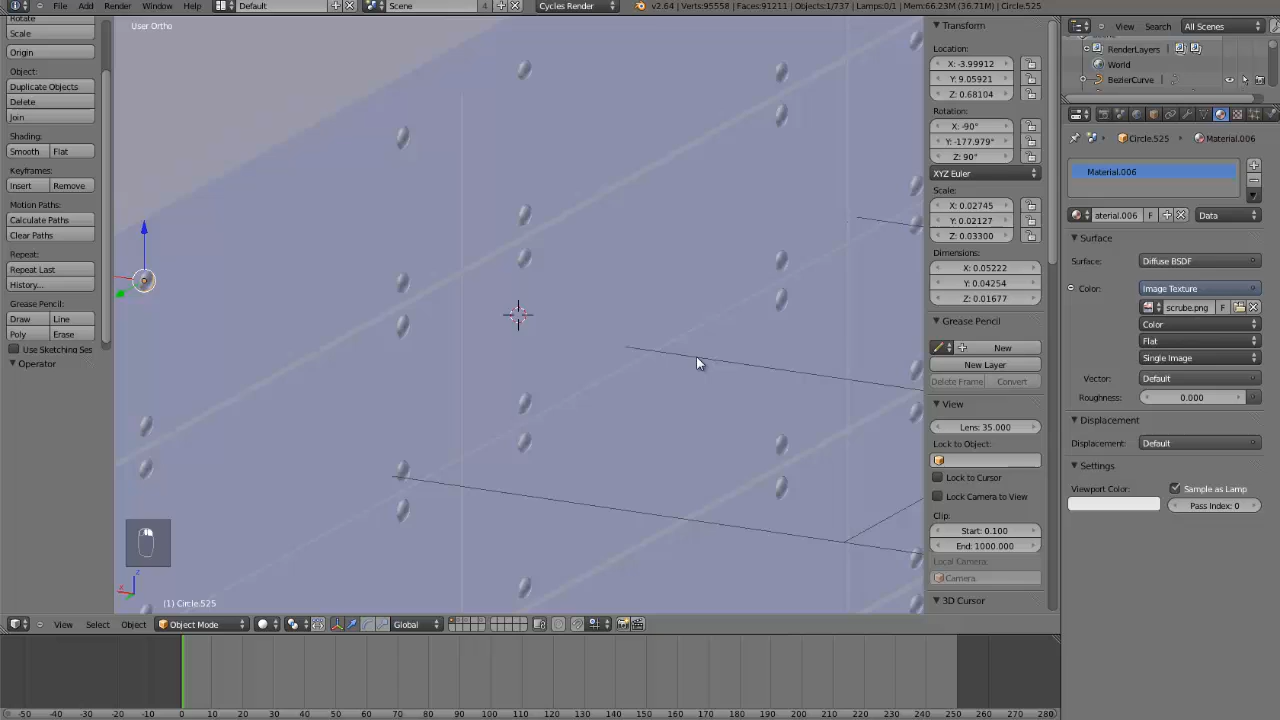 File Add Render Window Help Default Scene 4 Cycles Render v2.64 | Verts:95558 | Faces:91211 | Objects:1/737 | Lamps:0/1 | Mem:66.23M (36.71M) | Circle.525
User Ortho
Rotate
Scale
Origin
Object:
Duplicate Objects
Delete
Join
Shading:
Smooth Flat
Keyframes:
Insert Remove
Motion Paths:
Calculate Paths
Clear Paths
Repeat:
Repeat Last
History...
Grease Pencil:
Draw Line
Poly Erase
Use Sketching Ses
Operator
(1) Circle.525
Transform
Location:
X: -3.99912
Y: 9.05921
Z: 0.68104
Rotation:
X: -90°
Y: -177.979°
Z: 90°
XYZ Euler
Scale:
X: 0.02745
Y: 0.02127
Z: 0.03300
Dimensions:
X: 0.05222
Y: 0.04254
Z: 0.01677
Grease Pencil
New
New Layer
Delete Frame Convert
View
Lens: 35.000
Lock to Object:
Lock to Cursor
Lock Camera to View
Clip:
Start: 0.100
End: 1000.000
Local Camera:
Camera
3D Cursor
View Search All Scenes
RenderLayers
World
BezierCurve
Circle.525 Material.006
Material.006
aterial.006 F Data
Surface
Surface: Diffuse BSDF
Color: Image Texture
scrube.png F
Color
Flat
Single Image
Vector: Default
Roughness: 0.000
Displacement
Displacement: Default
Settings
Viewport Color: Sample as Lamp
Pass Index: 0
View Select Object Object Mode Global
-50 -40 -30 -20 -10 0 10 20 30 40 50 60 70 80 90 100 110 120 130 140 150 160 170 180 190 200 210 220 230 240 250 260 270 280